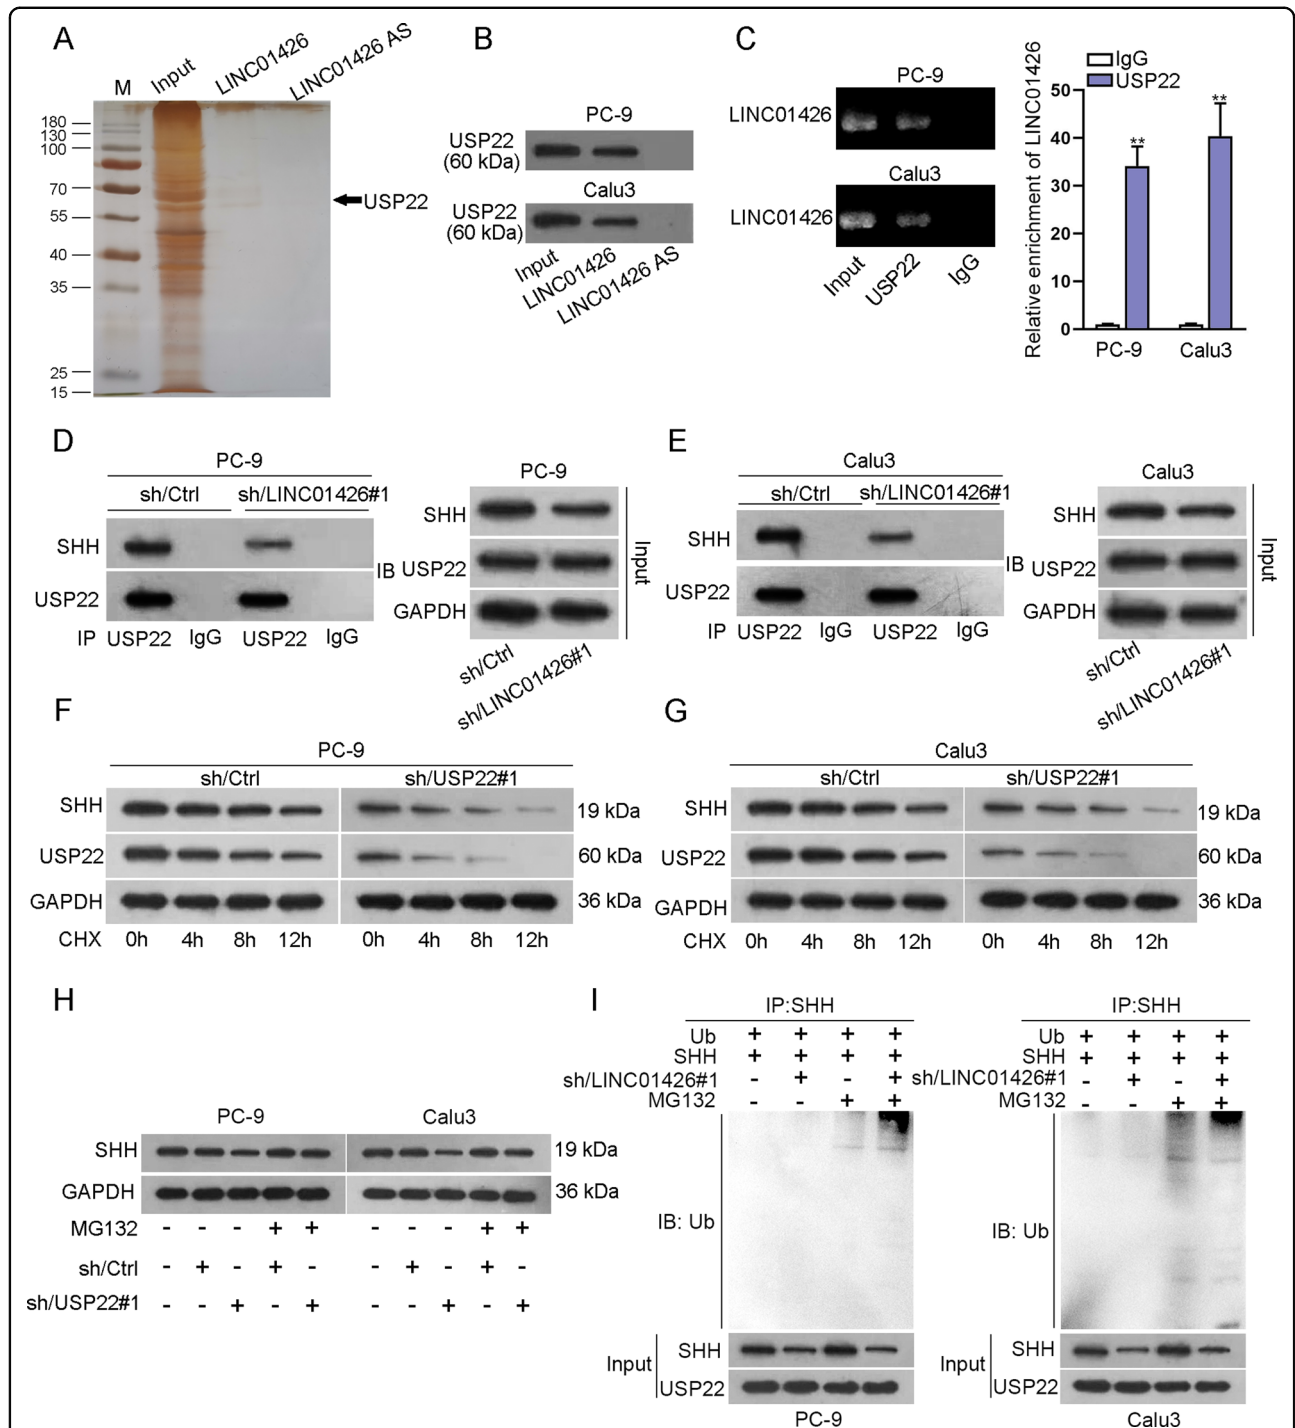 A
M
Input
LINC01426
LINC01426 AS
180
130
100
70
55
40
35
25
15
USP22
B
PC-9
USP22
(60 kDa)
Calu3
USP22
(60 kDa)
Input
LINC01426
LINC01426 AS
C
PC-9
LINC01426
Calu3
LINC01426
Input
USP22
IgG
IgG
USP22
Relative enrichment of LINC01426
50
40
30
20
10
0
**
**
PC-9
Calu3
D
PC-9
sh/Ctrl sh/LINC01426#1
SHH
USP22
IB
IP USP22 IgG USP22 IgG
PC-9
SHH
USP22
GAPDH
Input
sh/Ctrl
sh/LINC01426#1
E
Calu3
sh/Ctrl sh/LINC01426#1
SHH
USP22
IB
IP USP22 IgG USP22 IgG
Calu3
SHH
USP22
GAPDH
Input
sh/Ctrl
sh/LINC01426#1
F
PC-9
sh/Ctrl sh/USP22#1
SHH 19 kDa
USP22 60 kDa
GAPDH 36 kDa
CHX 0h 4h 8h 12h 0h 4h 8h 12h
G
Calu3
sh/Ctrl sh/USP22#1
SHH 19 kDa
USP22 60 kDa
GAPDH 36 kDa
CHX 0h 4h 8h 12h 0h 4h 8h 12h
H
PC-9 Calu3
SHH 19 kDa
GAPDH 36 kDa
MG132 - - - + + - - - + +
sh/Ctrl - + - + - - + - + -
sh/USP22#1 - - + - + - - + - +
I
IP:SHH
Ub + + + +
SHH + + + +
sh/LINC01426#1 - + - +
MG132 - - + +
IB: Ub
Input
SHH
USP22
PC-9
IP:SHH
Ub + + + +
SHH + + + +
sh/LINC01426#1 - + - +
MG132 - - + +
IB: Ub
Input
SHH
USP22
Calu3